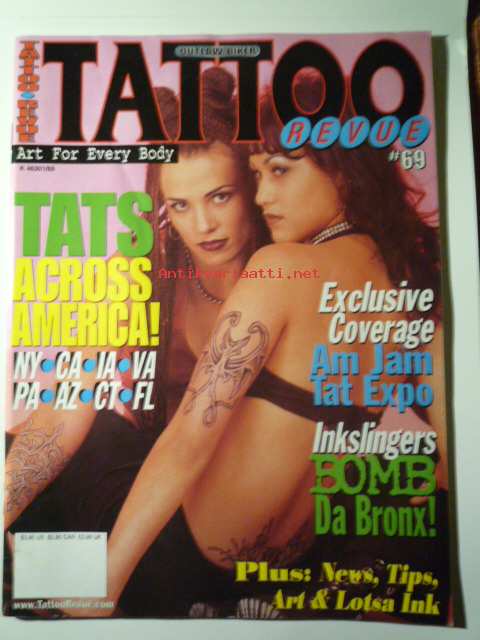 OUTLAW BIKER
TATTOO
REVUE
#69
Art For Every Body
Antikvariaatti.net
TATS
ACROSS
AMERICA!
NY•CA•IA•VA
PA•AZ•CT•FL
Exclusive
Coverage
Am Jam
Tat Expo
Inkslingers
BOMB
Da Bronx!
Plus: News, Tips,
Art & Lotsa Ink
www.TattooRevue.com